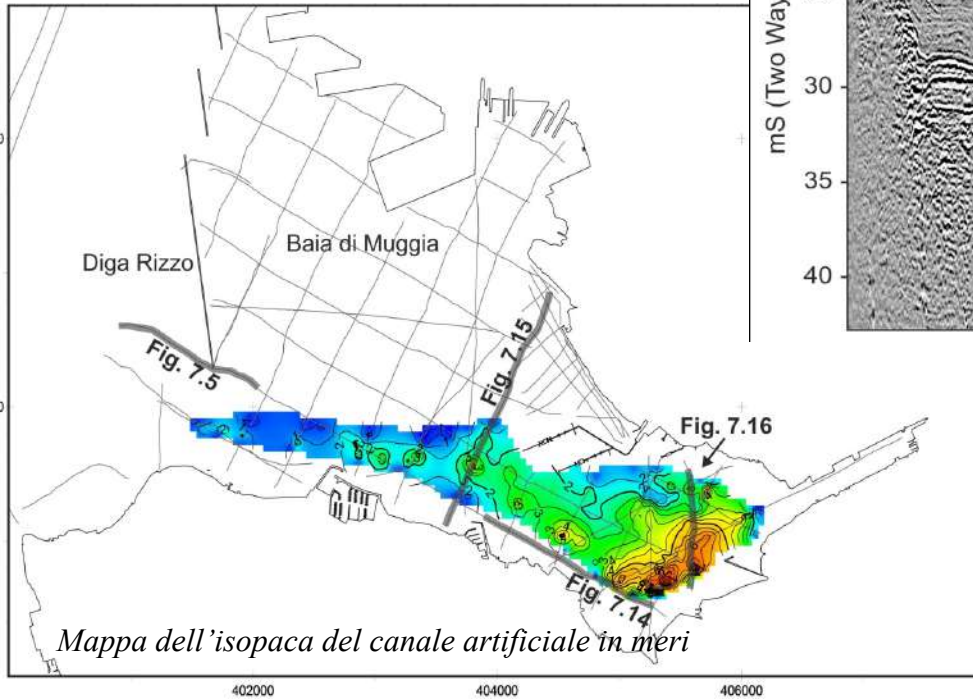 mS (Two Way
30
35
40
Baia di Muggia
Diga Rizzo
Fig. 7.5
Fig. 7.15
Fig. 7.16
Fig. 7.14
Mappa dell'isopaca del canale artificiale in meri
402000
404000
406000